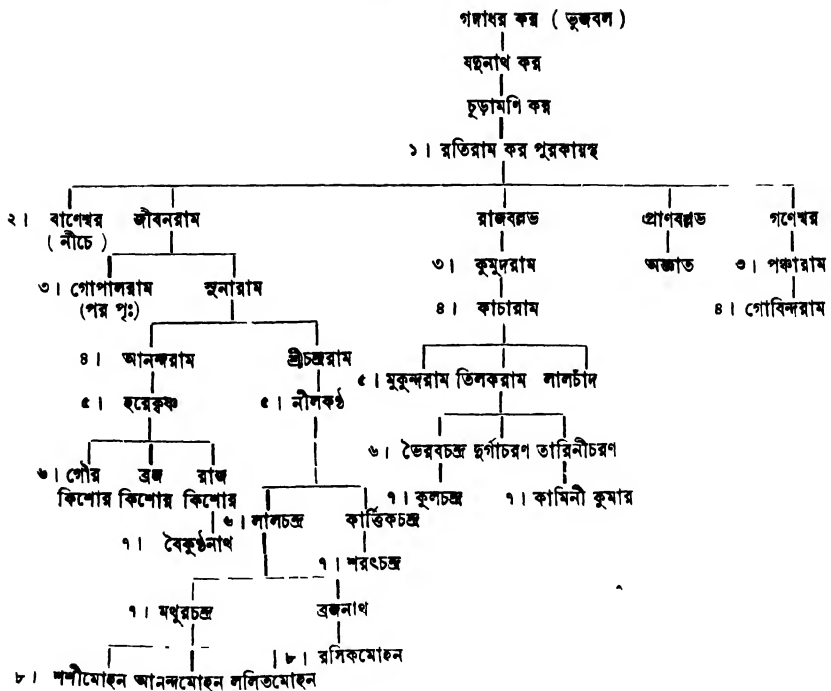 গঙ্গাধর কর ( ভুজবল )
যদুনাথ কর
চূড়ামণি কর
১। রতিরাম কর পুরকায়স্থ
২। বাণেশ্বর জীবনরাম রাজবল্লভ প্রাণবল্লভ গণেশ্বর
( নীচে )
৩। কুমুদরাম অজ্ঞাত ৩। পঞ্চারাম
৩। গোপালরাম সুনারাম
(পর পৃঃ)
৪। কাচারাম ৪। গোবিন্দরাম
৪। আনন্দরাম শ্রীচন্দ্ররাম
৫। মুকুন্দরাম তিলকরাম লালচাঁদ
৫। হরেকৃষ্ণ ৫। নীলকণ্ঠ
৬। ভৈরবচন্দ্র দুর্গাচরণ তারিনীচরণ
৬। গৌর ব্রজ রাজ
কিশোর কিশোর কিশোর
৭। কুলচন্দ্র ৭। কামিনী কুমার
৬। লালচন্দ্র কার্ত্তিকচন্দ্র
৭। বৈকুণ্ঠনাথ
৭। শরৎচন্দ্র
৭। মথুরচন্দ্র ব্রজনাথ
৮। রসিকমোহন
৮। শশীমোহন আনন্দমোহন ললিতমোহন